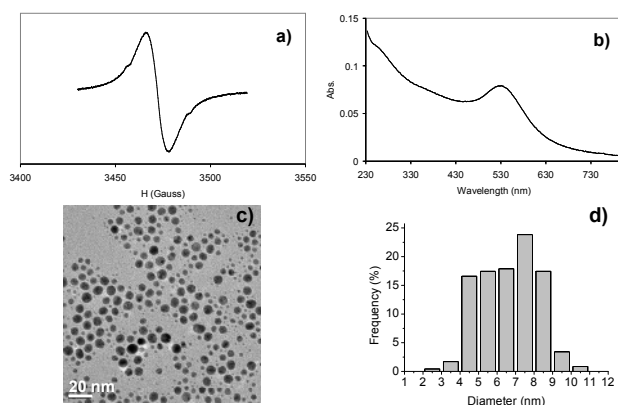 a)
3400 3450 3500 3550
H (Gauss)
b)
Abs.
0.15
0.1
0.05
0
230 330 430 530 630 730
Wavelength (nm)
c)
20 nm
d)
Frequency (%)
25
20
15
10
5
0
1 2 3 4 5 6 7 8 9 10 11 12
Diameter (nm)